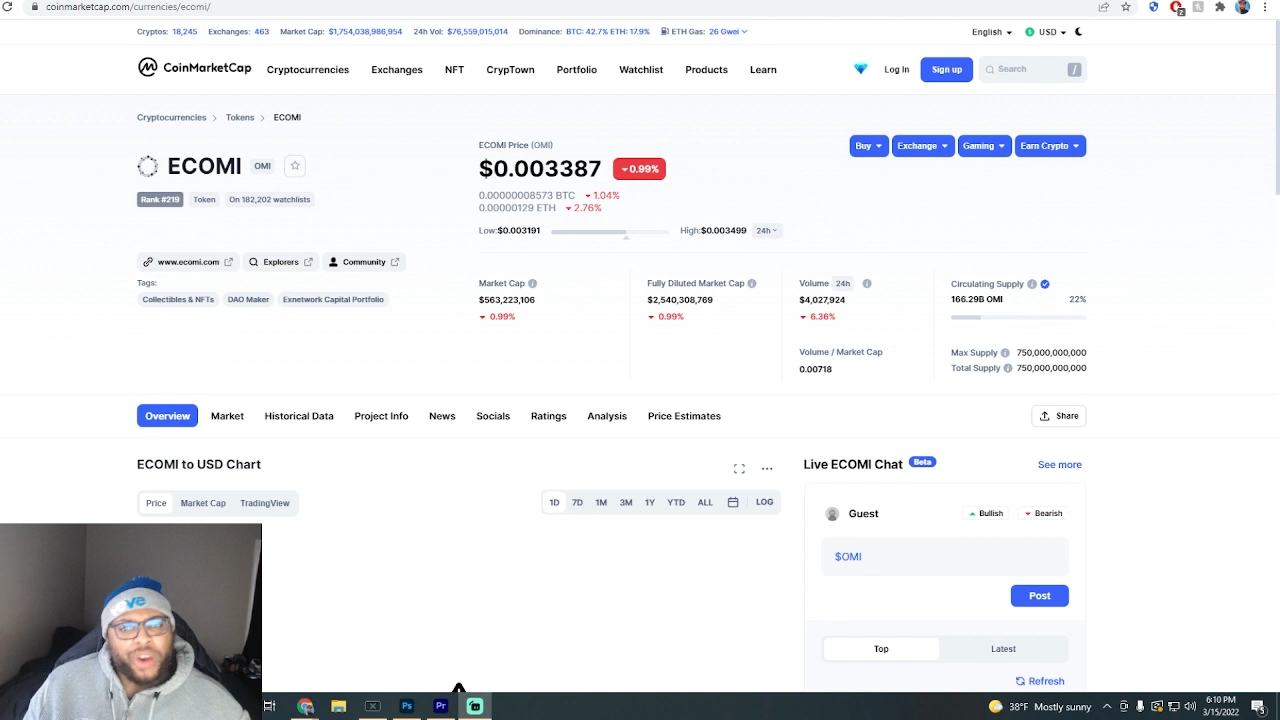 coinmarketcap.com/currencies/ecomi/
2
Cryptos: 18,245 Exchanges: 463 Market Cap: $1,754,038,986,954 24h Vol: $76,559,015,014 Dominance: BTC: 42.7% ETH: 17.9% ETH Gas: 26 Gwei English USD
CoinMarketCap Cryptocurrencies Exchanges NFT CrypTown Portfolio Watchlist Products Learn Log In Sign up Search /
Cryptocurrencies Tokens ECOMI
ECOMI Price (OMI) Buy Exchange Gaming Earn Crypto
ECOMI OMI $0.003387 0.99%
Rank #219 Token On 182,202 watchlists 0.00000008573 BTC 1.04%
0.00000129 ETH 2.76%
Low:$0.003191 High:$0.003499 24h
www.ecomi.com Explorers Community
Tags:
Collectibles & NFTs DAO Maker Exnetwork Capital Portfolio
Market Cap Fully Diluted Market Cap Volume 24h Circulating Supply
$563,223,106 $2,540,308,769 $4,027,924 166.29B OMI 22%
0.99% 0.99% 6.36%
Volume / Market Cap Max Supply 750,000,000,000
0.00718 Total Supply 750,000,000,000
Overview Market Historical Data Project Info News Socials Ratings Analysis Price Estimates Share
ECOMI to USD Chart Live ECOMI Chat Beta See more
Price Market Cap TradingView 1D 7D 1M 3M 1Y YTD ALL LOG
Guest Bullish Bearish
$OMI
Post
Top Latest
Refresh
ve
Ps Pr 38°F Mostly sunny 6:10 PM
3/15/2022